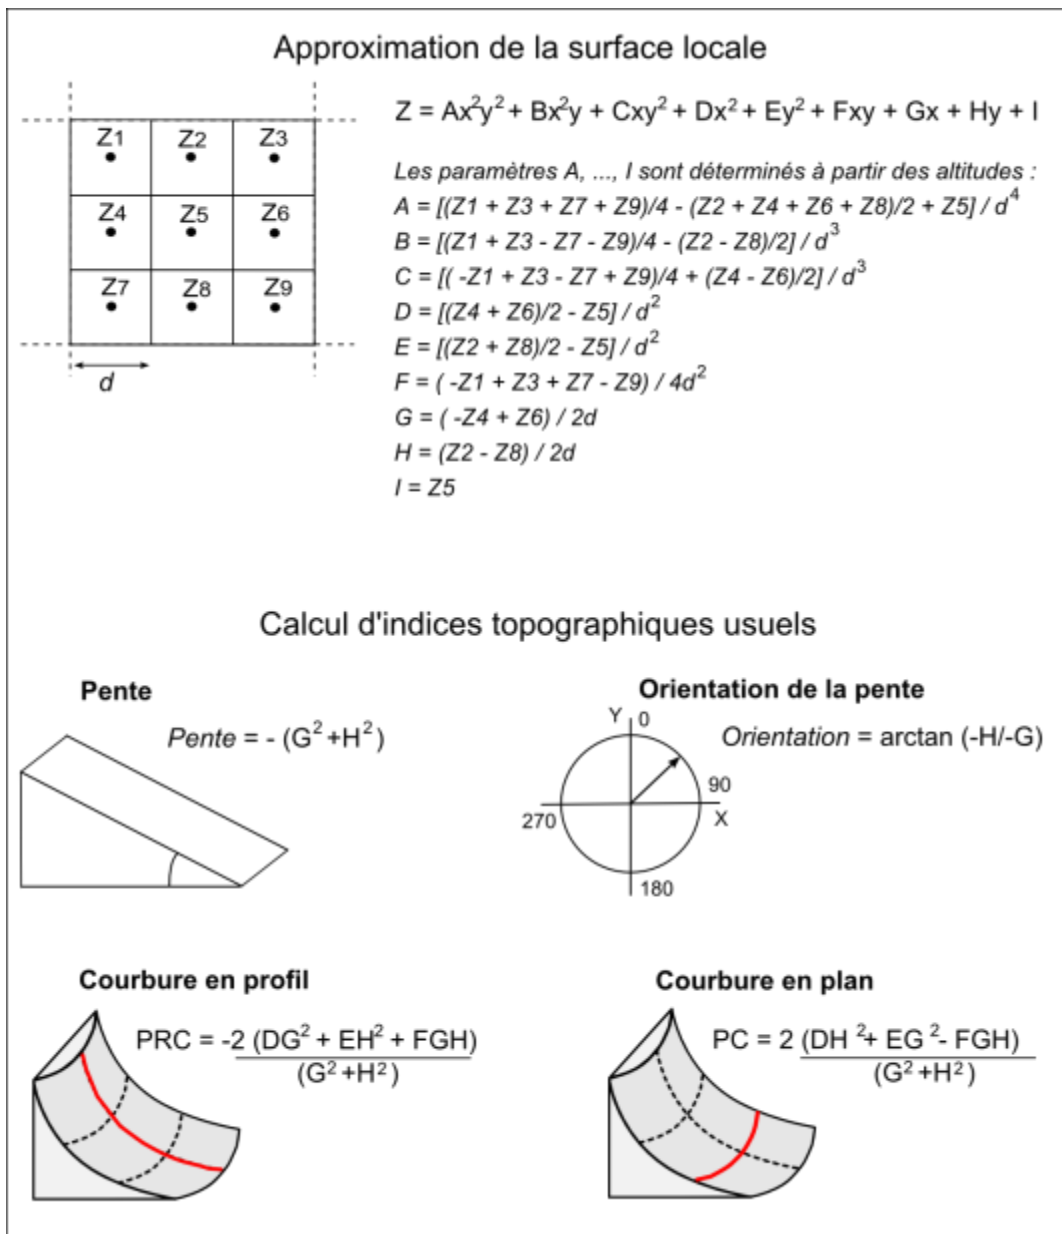 Approximation de la surface locale
Z1 Z2 Z3
Z4 Z5 Z6
Z7 Z8 Z9
d
Z = Ax²y² + Bx²y + Cxy² + Dx² + Ey² + Fxy + Gx + Hy + I
Les paramètres A, ..., I sont déterminés à partir des altitudes :
A = [(Z1 + Z3 + Z7 + Z9)/4 - (Z2 + Z4 + Z6 + Z8)/2 + Z5] / d⁴
B = [(Z1 + Z3 - Z7 - Z9)/4 - (Z2 - Z8)/2] / d³
C = [( -Z1 + Z3 - Z7 + Z9)/4 + (Z4 - Z6)/2] / d³
D = [(Z4 + Z6)/2 - Z5] / d²
E = [(Z2 + Z8)/2 - Z5] / d²
F = ( -Z1 + Z3 + Z7 - Z9) / 4d²
G = ( -Z4 + Z6) / 2d
H = (Z2 - Z8) / 2d
I = Z5
Calcul d'indices topographiques usuels
Pente
Pente = - (G²+H²)
Orientation de la pente
Y 0
Orientation = arctan (-H/-G)
90
270
X
180
Courbure en profil
PRC = -2 (DG² + EH² + FGH)
(G²+H²)
Courbure en plan
PC = 2 (DH ²+ EG ²- FGH)
(G²+H²)